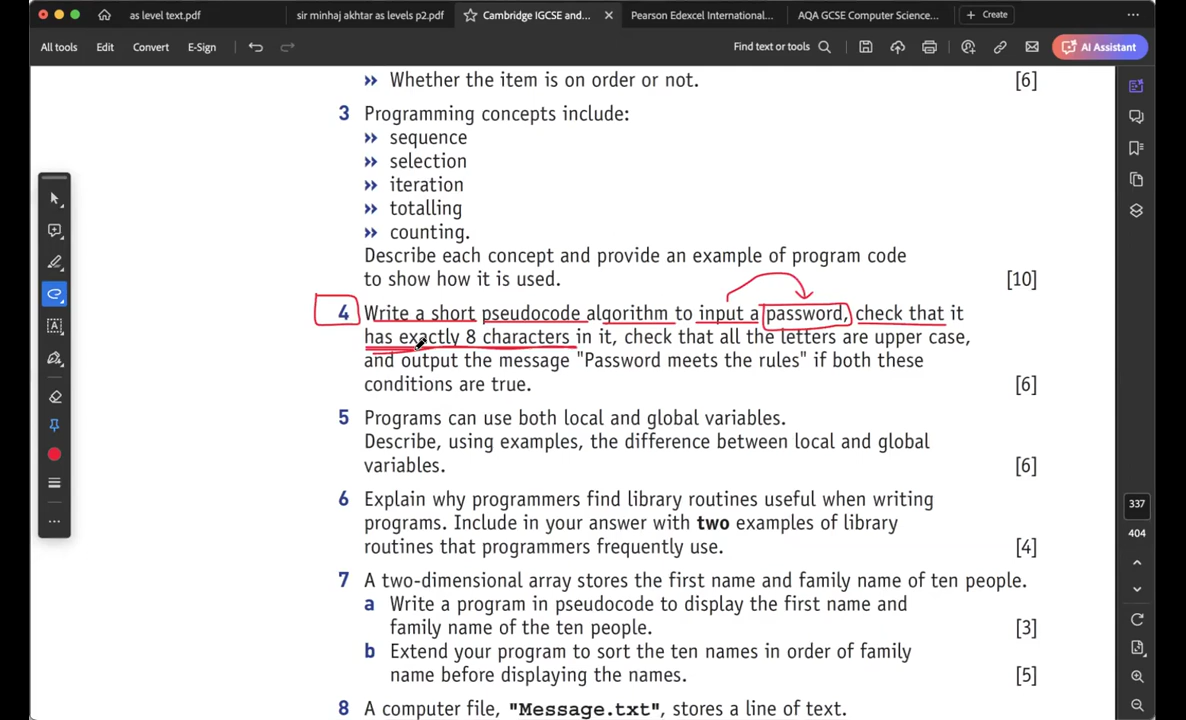 as level text.pdf
sir minhaj akhtar as levels p2.pdf
Cambridge IGCSE and...
Pearson Edexcel International...
AQA GCSE Computer Science...
Create
All tools
Edit
Convert
E-Sign
Find text or tools
AI Assistant
» Whether the item is on order or not. [6]
3 Programming concepts include:
» sequence
» selection
» iteration
» totalling
» counting.
Describe each concept and provide an example of program code
to show how it is used. [10]
4 Write a short pseudocode algorithm to input a password, check that it
has exactly 8 characters in it, check that all the letters are upper case,
and output the message "Password meets the rules" if both these
conditions are true. [6]
5 Programs can use both local and global variables.
Describe, using examples, the difference between local and global
variables. [6]
6 Explain why programmers find library routines useful when writing
programs. Include in your answer with two examples of library
routines that programmers frequently use. [4]
7 A two-dimensional array stores the first name and family name of ten people.
a Write a program in pseudocode to display the first name and
family name of the ten people. [3]
b Extend your program to sort the ten names in order of family
name before displaying the names. [5]
8 A computer file, "Message.txt", stores a line of text.
337
404